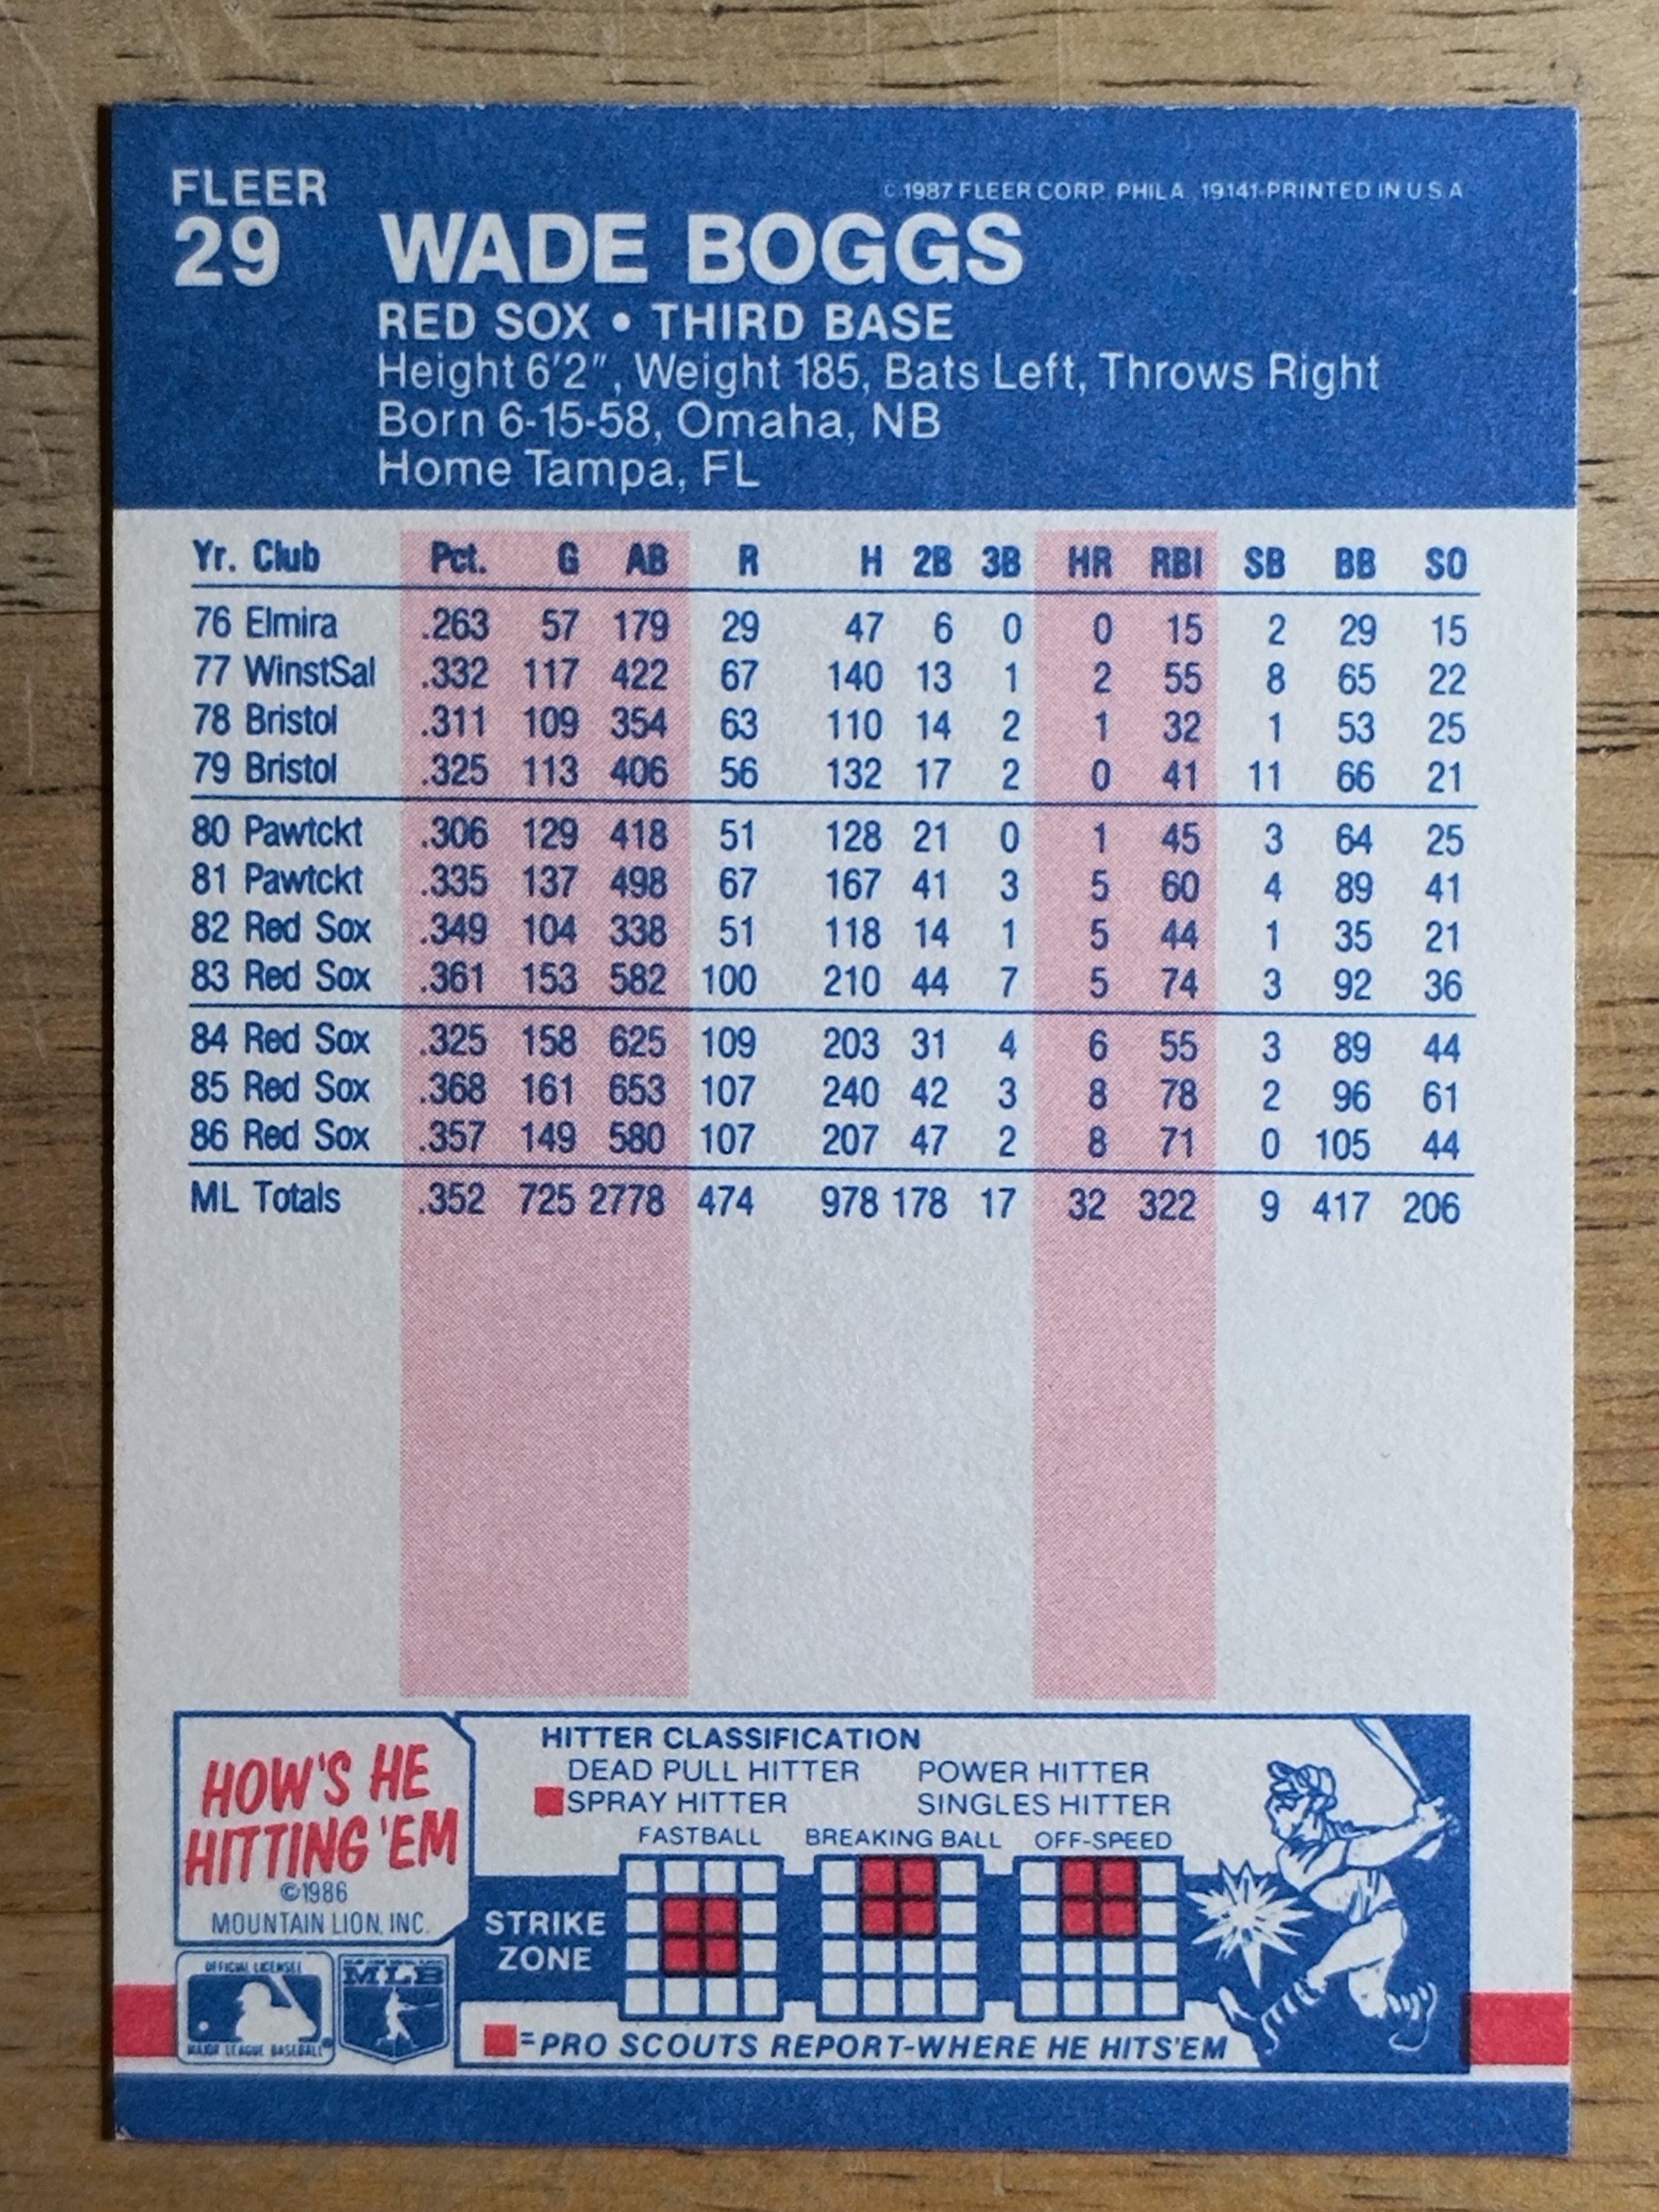 FLEER
© 1987 FLEER CORP. PHILA., 19141-PRINTED IN U S A
29 WADE BOGGS
RED SOX • THIRD BASE
Height 6'2", Weight 185, Bats Left, Throws Right
Born 6-15-58, Omaha, NB
Home Tampa, FL
Yr. Club Pct. G AB R H 2B 3B HR RBI SB BB SO
76 Elmira .263 57 179 29 47 6 0 0 15 2 29 15
77 WinstSal .332 117 422 67 140 13 1 2 55 8 65 22
78 Bristol .311 109 354 63 110 14 2 1 32 1 53 25
79 Bristol .325 113 406 56 132 17 2 0 41 11 66 21
80 Pawtckt .306 129 418 51 128 21 0 1 45 3 64 25
81 Pawtckt .335 137 498 67 167 41 3 5 60 4 89 41
82 Red Sox .349 104 338 51 118 14 1 5 44 1 35 21
83 Red Sox .361 153 582 100 210 44 7 5 74 3 92 36
84 Red Sox .325 158 625 109 203 31 4 6 55 3 89 44
85 Red Sox .368 161 653 107 240 42 3 8 78 2 96 61
86 Red Sox .357 149 580 107 207 47 2 8 71 0 105 44
ML Totals .352 725 2778 474 978 178 17 32 322 9 417 206
HOW'S HE
HITTING 'EM
©1986
MOUNTAIN LION, INC.
HITTER CLASSIFICATION
DEAD PULL HITTER POWER HITTER
SPRAY HITTER SINGLES HITTER
FASTBALL BREAKING BALL OFF-SPEED
STRIKE
ZONE
OFFICIAL LICENSEE
MAJOR LEAGUE BASEBALL®
MLB
=PRO SCOUTS REPORT-WHERE HE HITS'EM